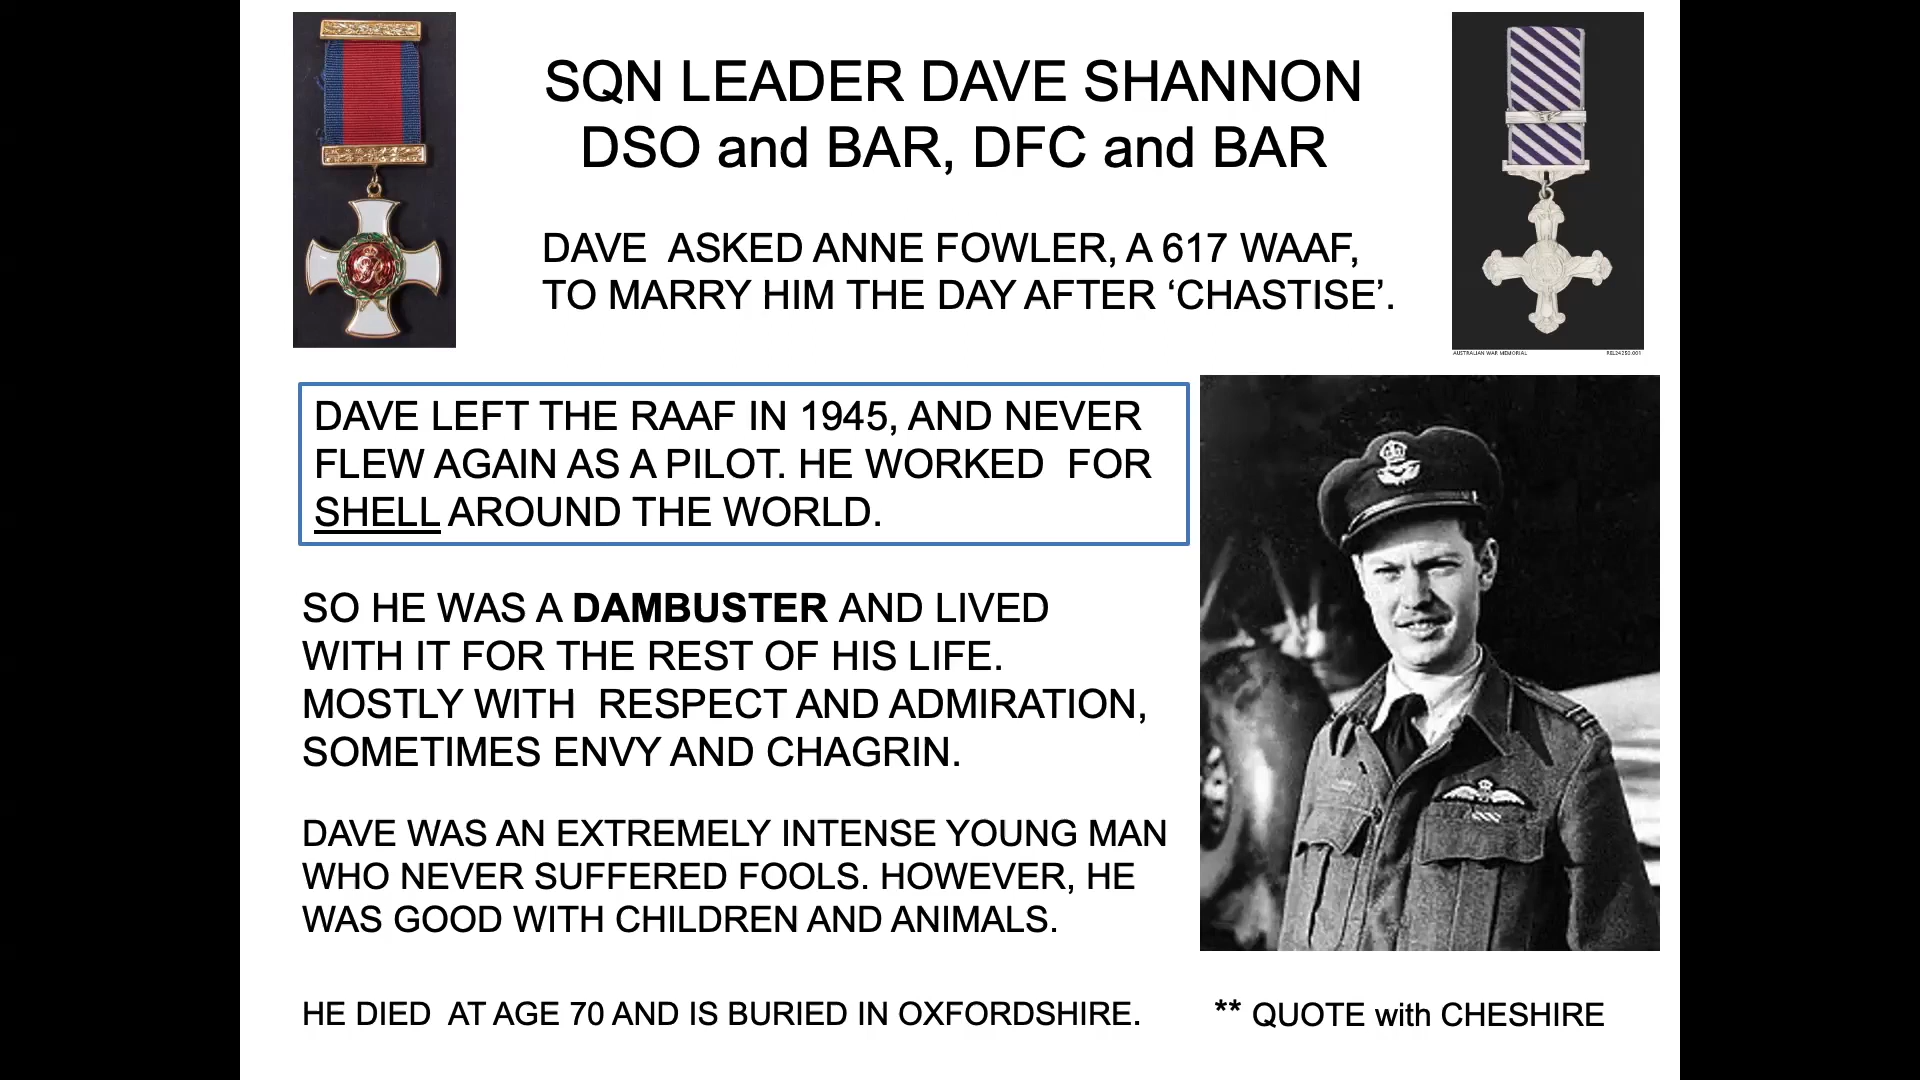 SQN LEADER DAVE SHANNON
DSO and BAR, DFC and BAR
DAVE ASKED ANNE FOWLER, A 617 WAAF,
TO MARRY HIM THE DAY AFTER ‘CHASTISE’.
AUSTRALIAN WAR MEMORIAL REL24250.001
DAVE LEFT THE RAAF IN 1945, AND NEVER
FLEW AGAIN AS A PILOT. HE WORKED FOR
SHELL AROUND THE WORLD.
SO HE WAS A DAMBUSTER AND LIVED
WITH IT FOR THE REST OF HIS LIFE.
MOSTLY WITH RESPECT AND ADMIRATION,
SOMETIMES ENVY AND CHAGRIN.
DAVE WAS AN EXTREMELY INTENSE YOUNG MAN
WHO NEVER SUFFERED FOOLS. HOWEVER, HE
WAS GOOD WITH CHILDREN AND ANIMALS.
HE DIED AT AGE 70 AND IS BURIED IN OXFORDSHIRE.
** QUOTE with CHESHIRE